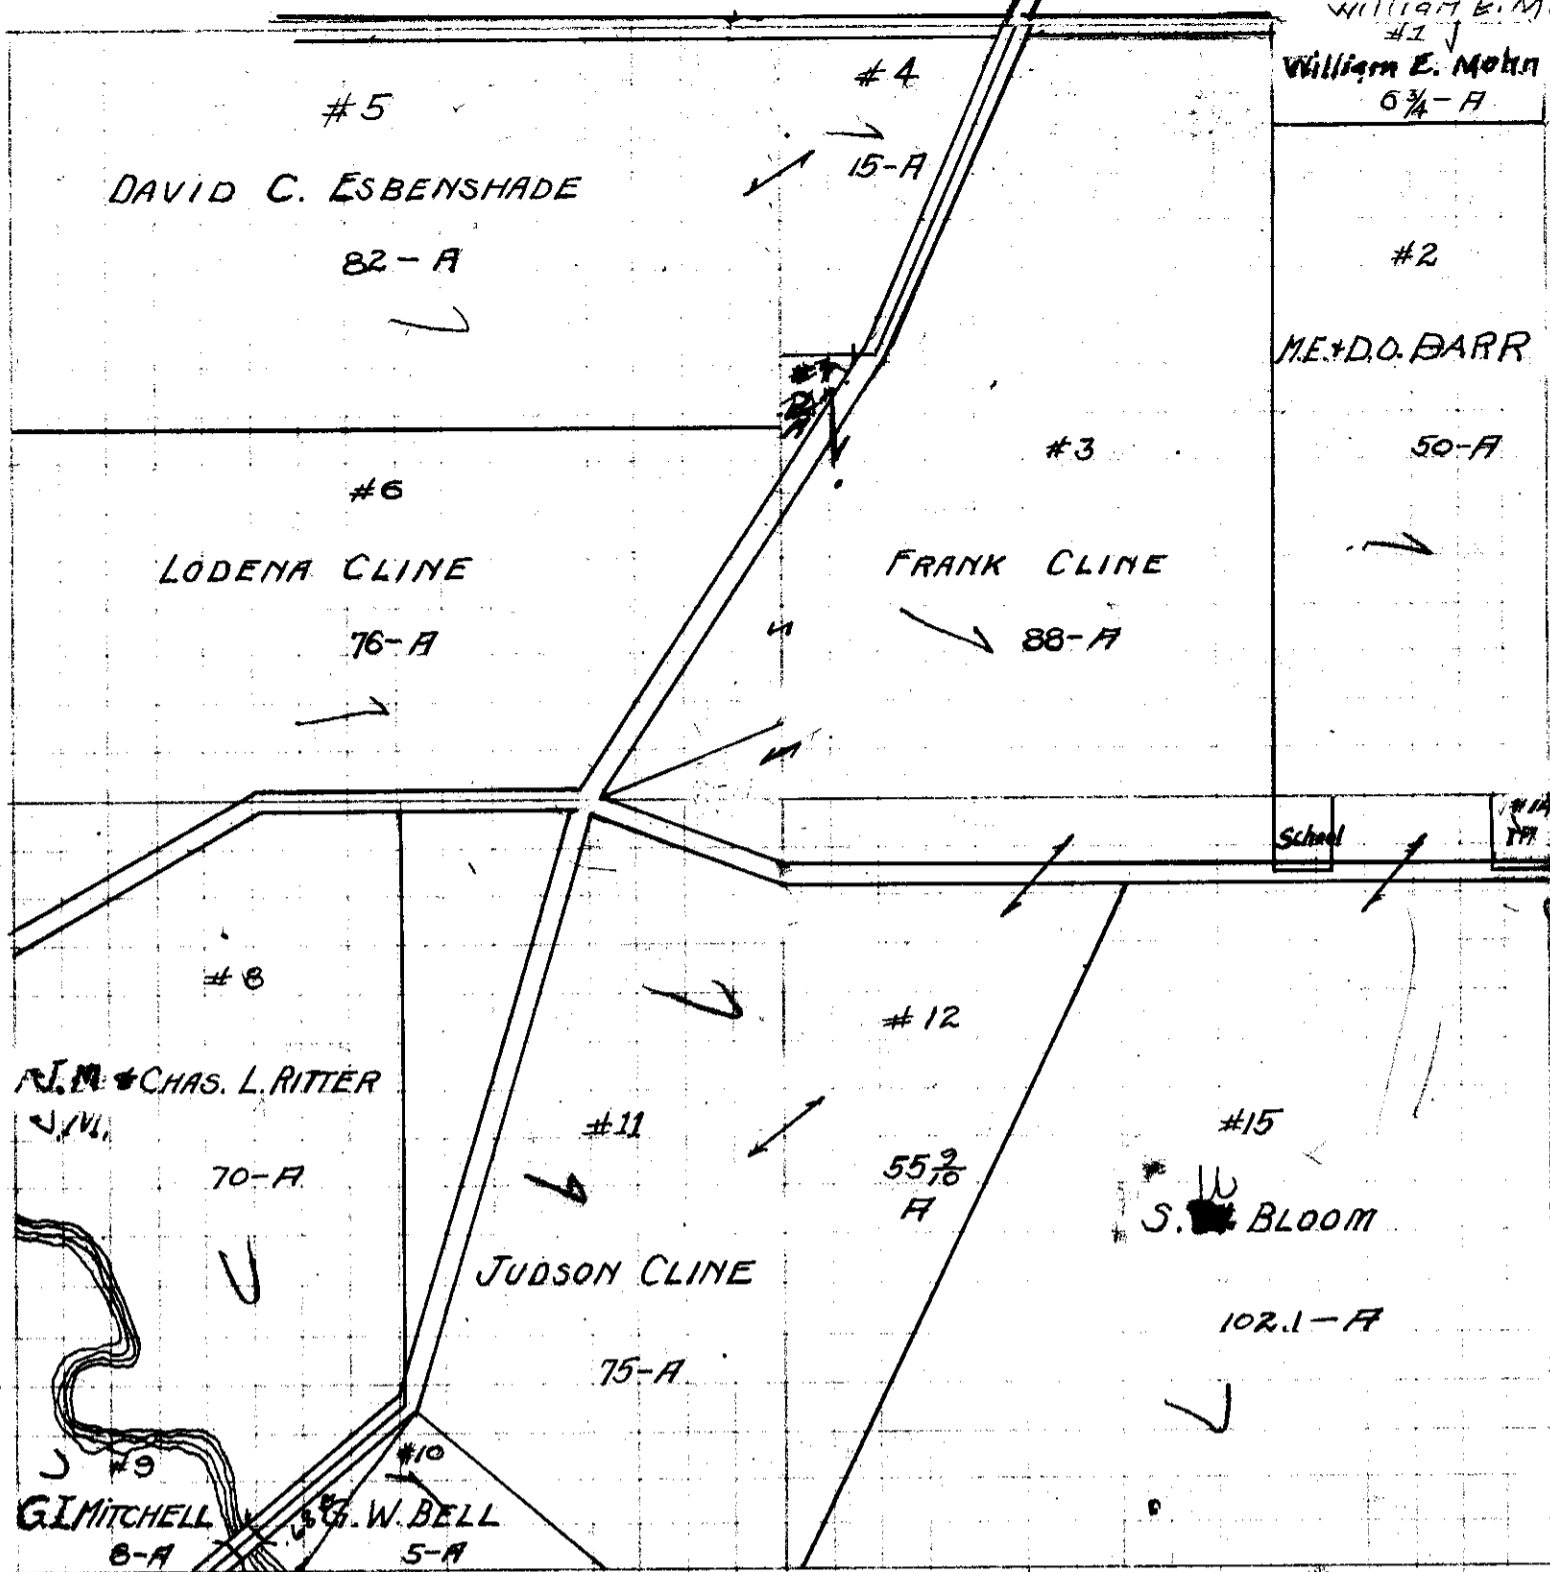 #1
William E. Mohn
6 3/4 - A
#5
DAVID C. ESBENSHADE
82 - A
#4
15-A
#2
M.E. + D.O. BARR
50-A
#3
FRANK CLINE
88-A
#6
LODENA CLINE
76-A
School
#8
J.M & CHAS. L. RITTER
J.M.
70-A
#11
JUDSON CLINE
75-A
#12
55 9/10
A
#15
S. W BLOOM
102.1-A
#9
G.I MITCHELL
8-A
#10
G.W. BELL
5-A